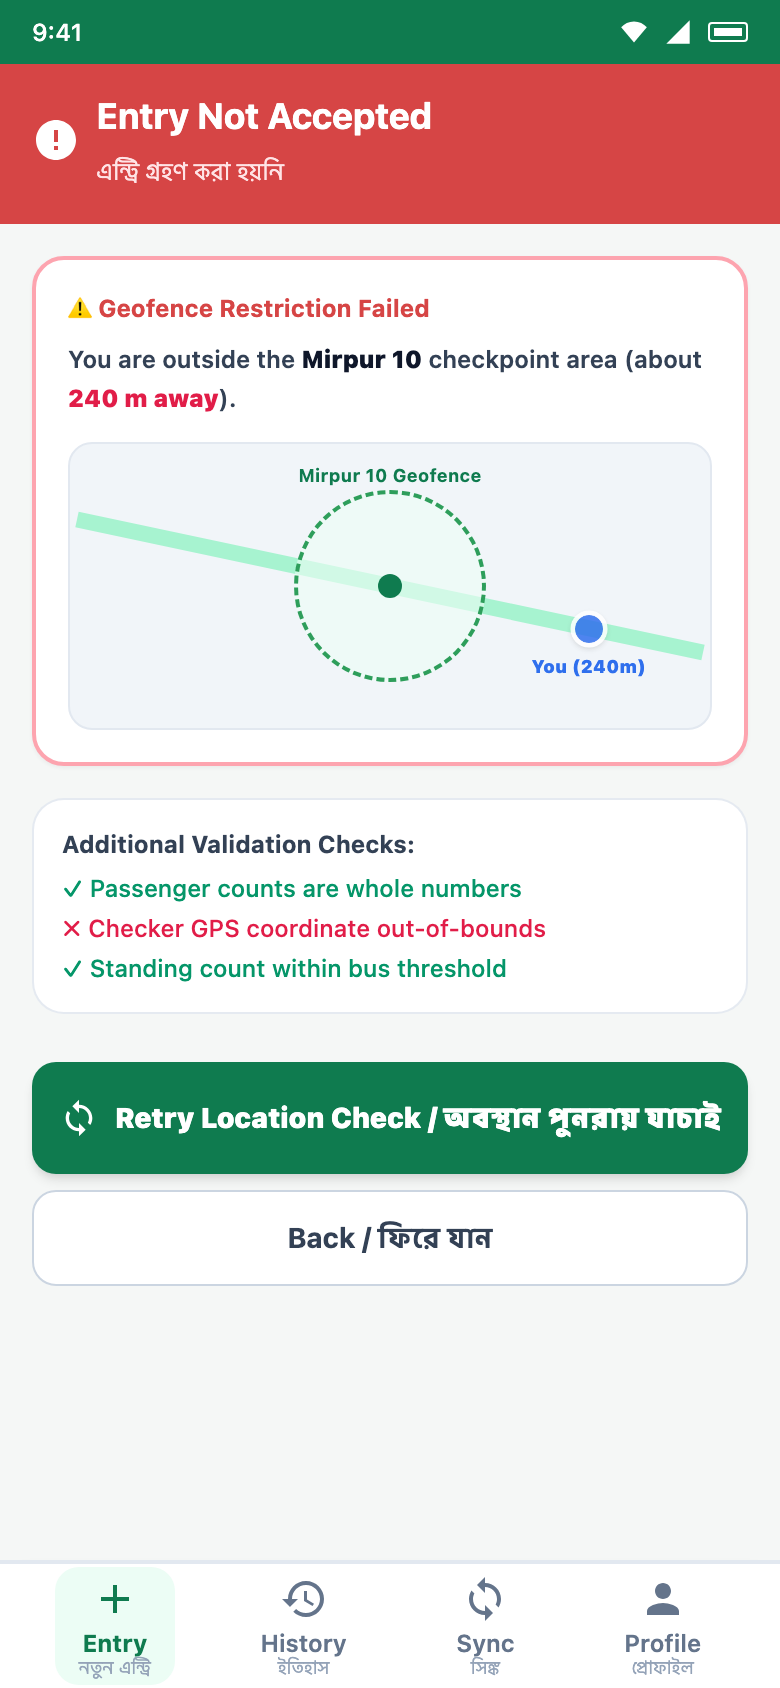 9:41
Entry Not Accepted
এন্ট্রি গ্রহণ করা হয়নি
⚠️ Geofence Restriction Failed
You are outside the Mirpur 10 checkpoint area (about
240 m away).
Mirpur 10 Geofence
You (240m)
Additional Validation Checks:
✓ Passenger counts are whole numbers
✕ Checker GPS coordinate out-of-bounds
✓ Standing count within bus threshold
Retry Location Check / অবস্থান পুনরায় যাচাই
Back / ফিরে যান
Entry
নতুন এন্ট্রি
History
ইতিহাস
Sync
সিঙ্ক
Profile
প্রোফাইল